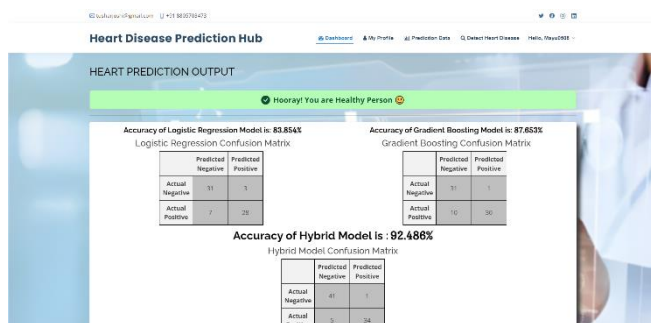 Heart Disease Prediction Hub
Dashboard My Profile Prediction Data Detect Heart Disease Hello,
HEART PREDICTION OUTPUT
Hooray! You are Healthy Person
Accuracy of Logistic Regression Model is: 83.854%
Logistic Regression Confusion Matrix
Predicted Negative Predicted Positive
Actual Negative 31 3
Actual Positive 7 28
Accuracy of Gradient Boosting Model is: 87.653%
Gradient Boosting Confusion Matrix
Predicted Negative Predicted Positive
Actual Negative 31 1
Actual Positive 10 30
Accuracy of Hybrid Model is : 92.486%
Hybrid Model Confusion Matrix
Predicted Negative Predicted Positive
Actual Negative 41 1
Actual 5 34